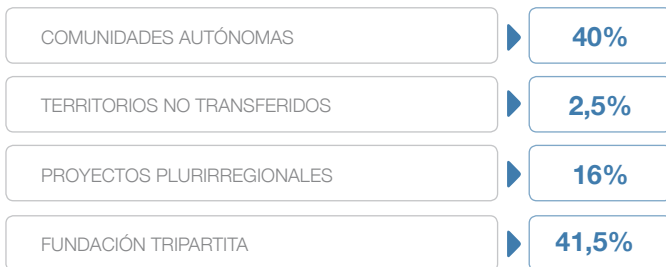 COMUNIDADES AUTÓNOMAS 40%
TERRITORIOS NO TRANSFERIDOS 2,5%
PROYECTOS PLURIRREGIONALES 16%
FUNDACIÓN TRIPARTITA 41,5%